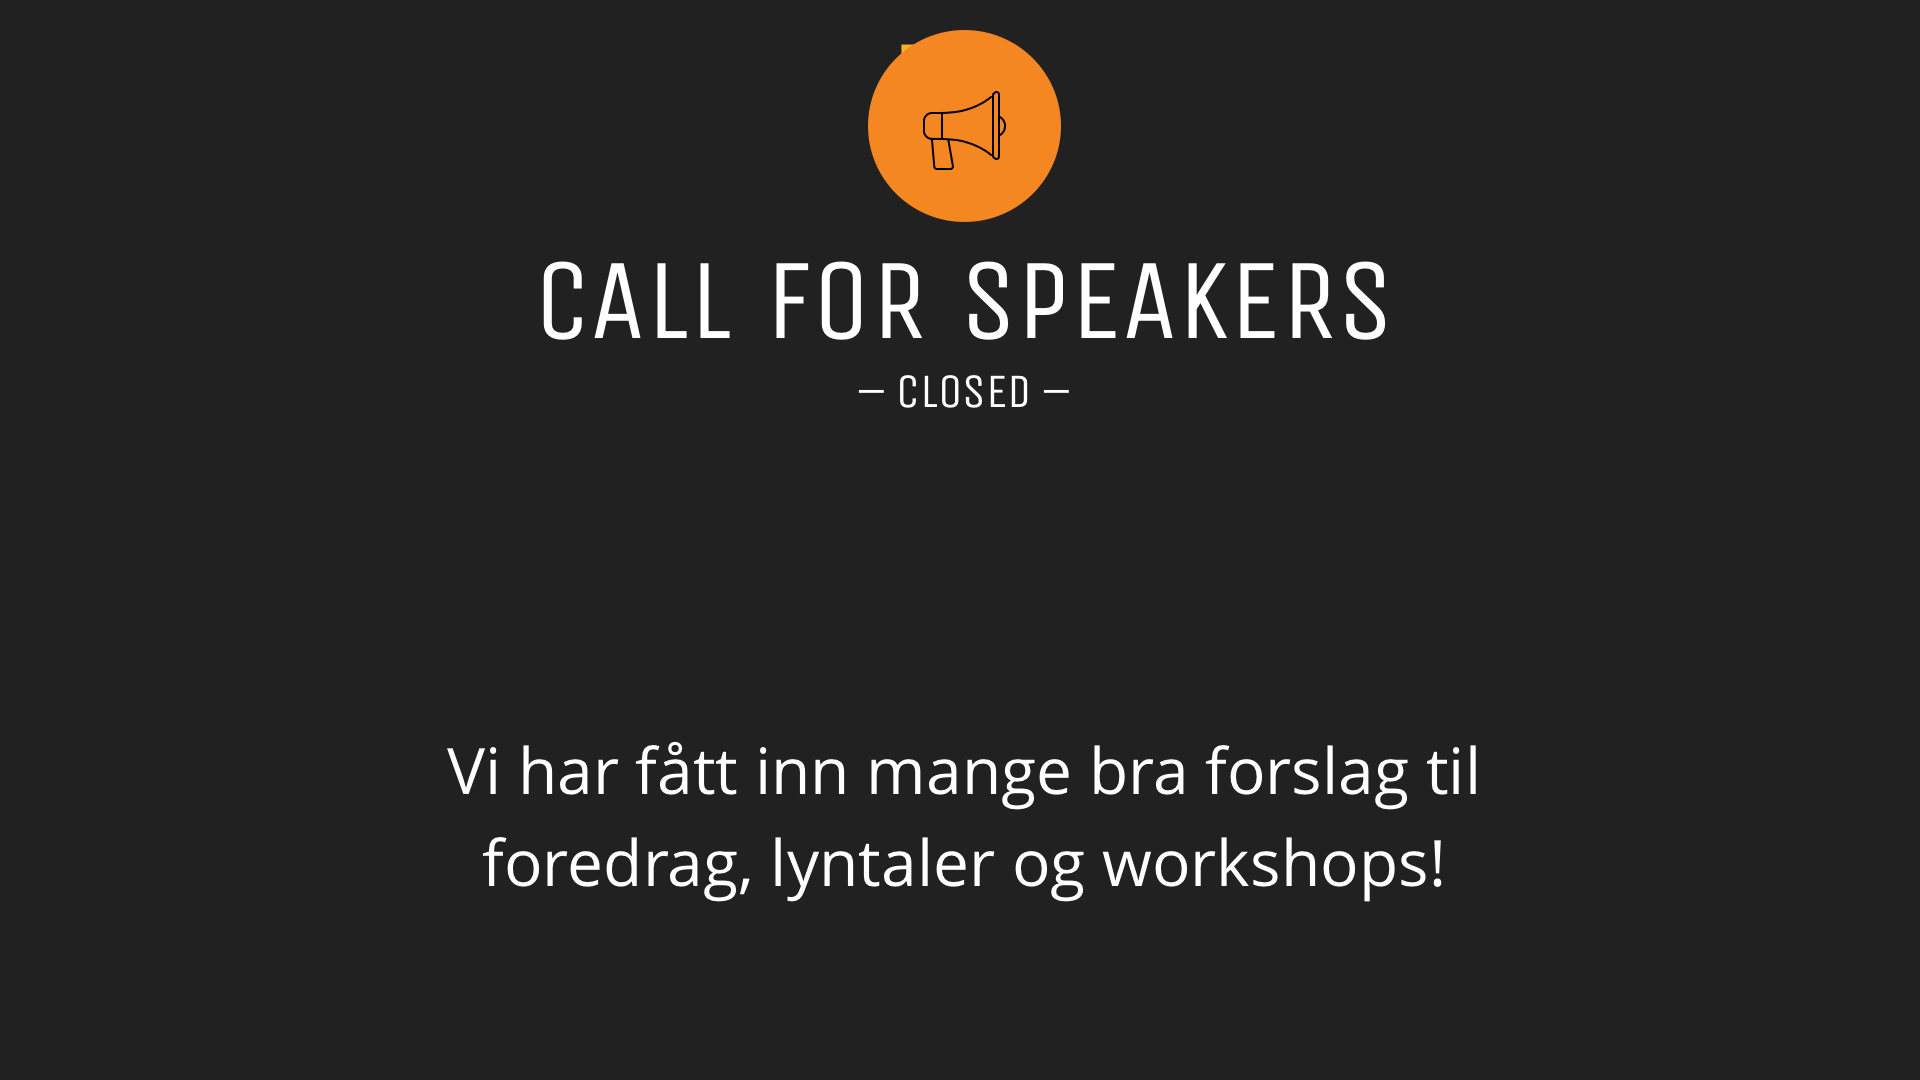 CALL FOR SPEAKERS
— CLOSED —
Vi har fått inn mange bra forslag til
foredrag, lyntaler og workshops!